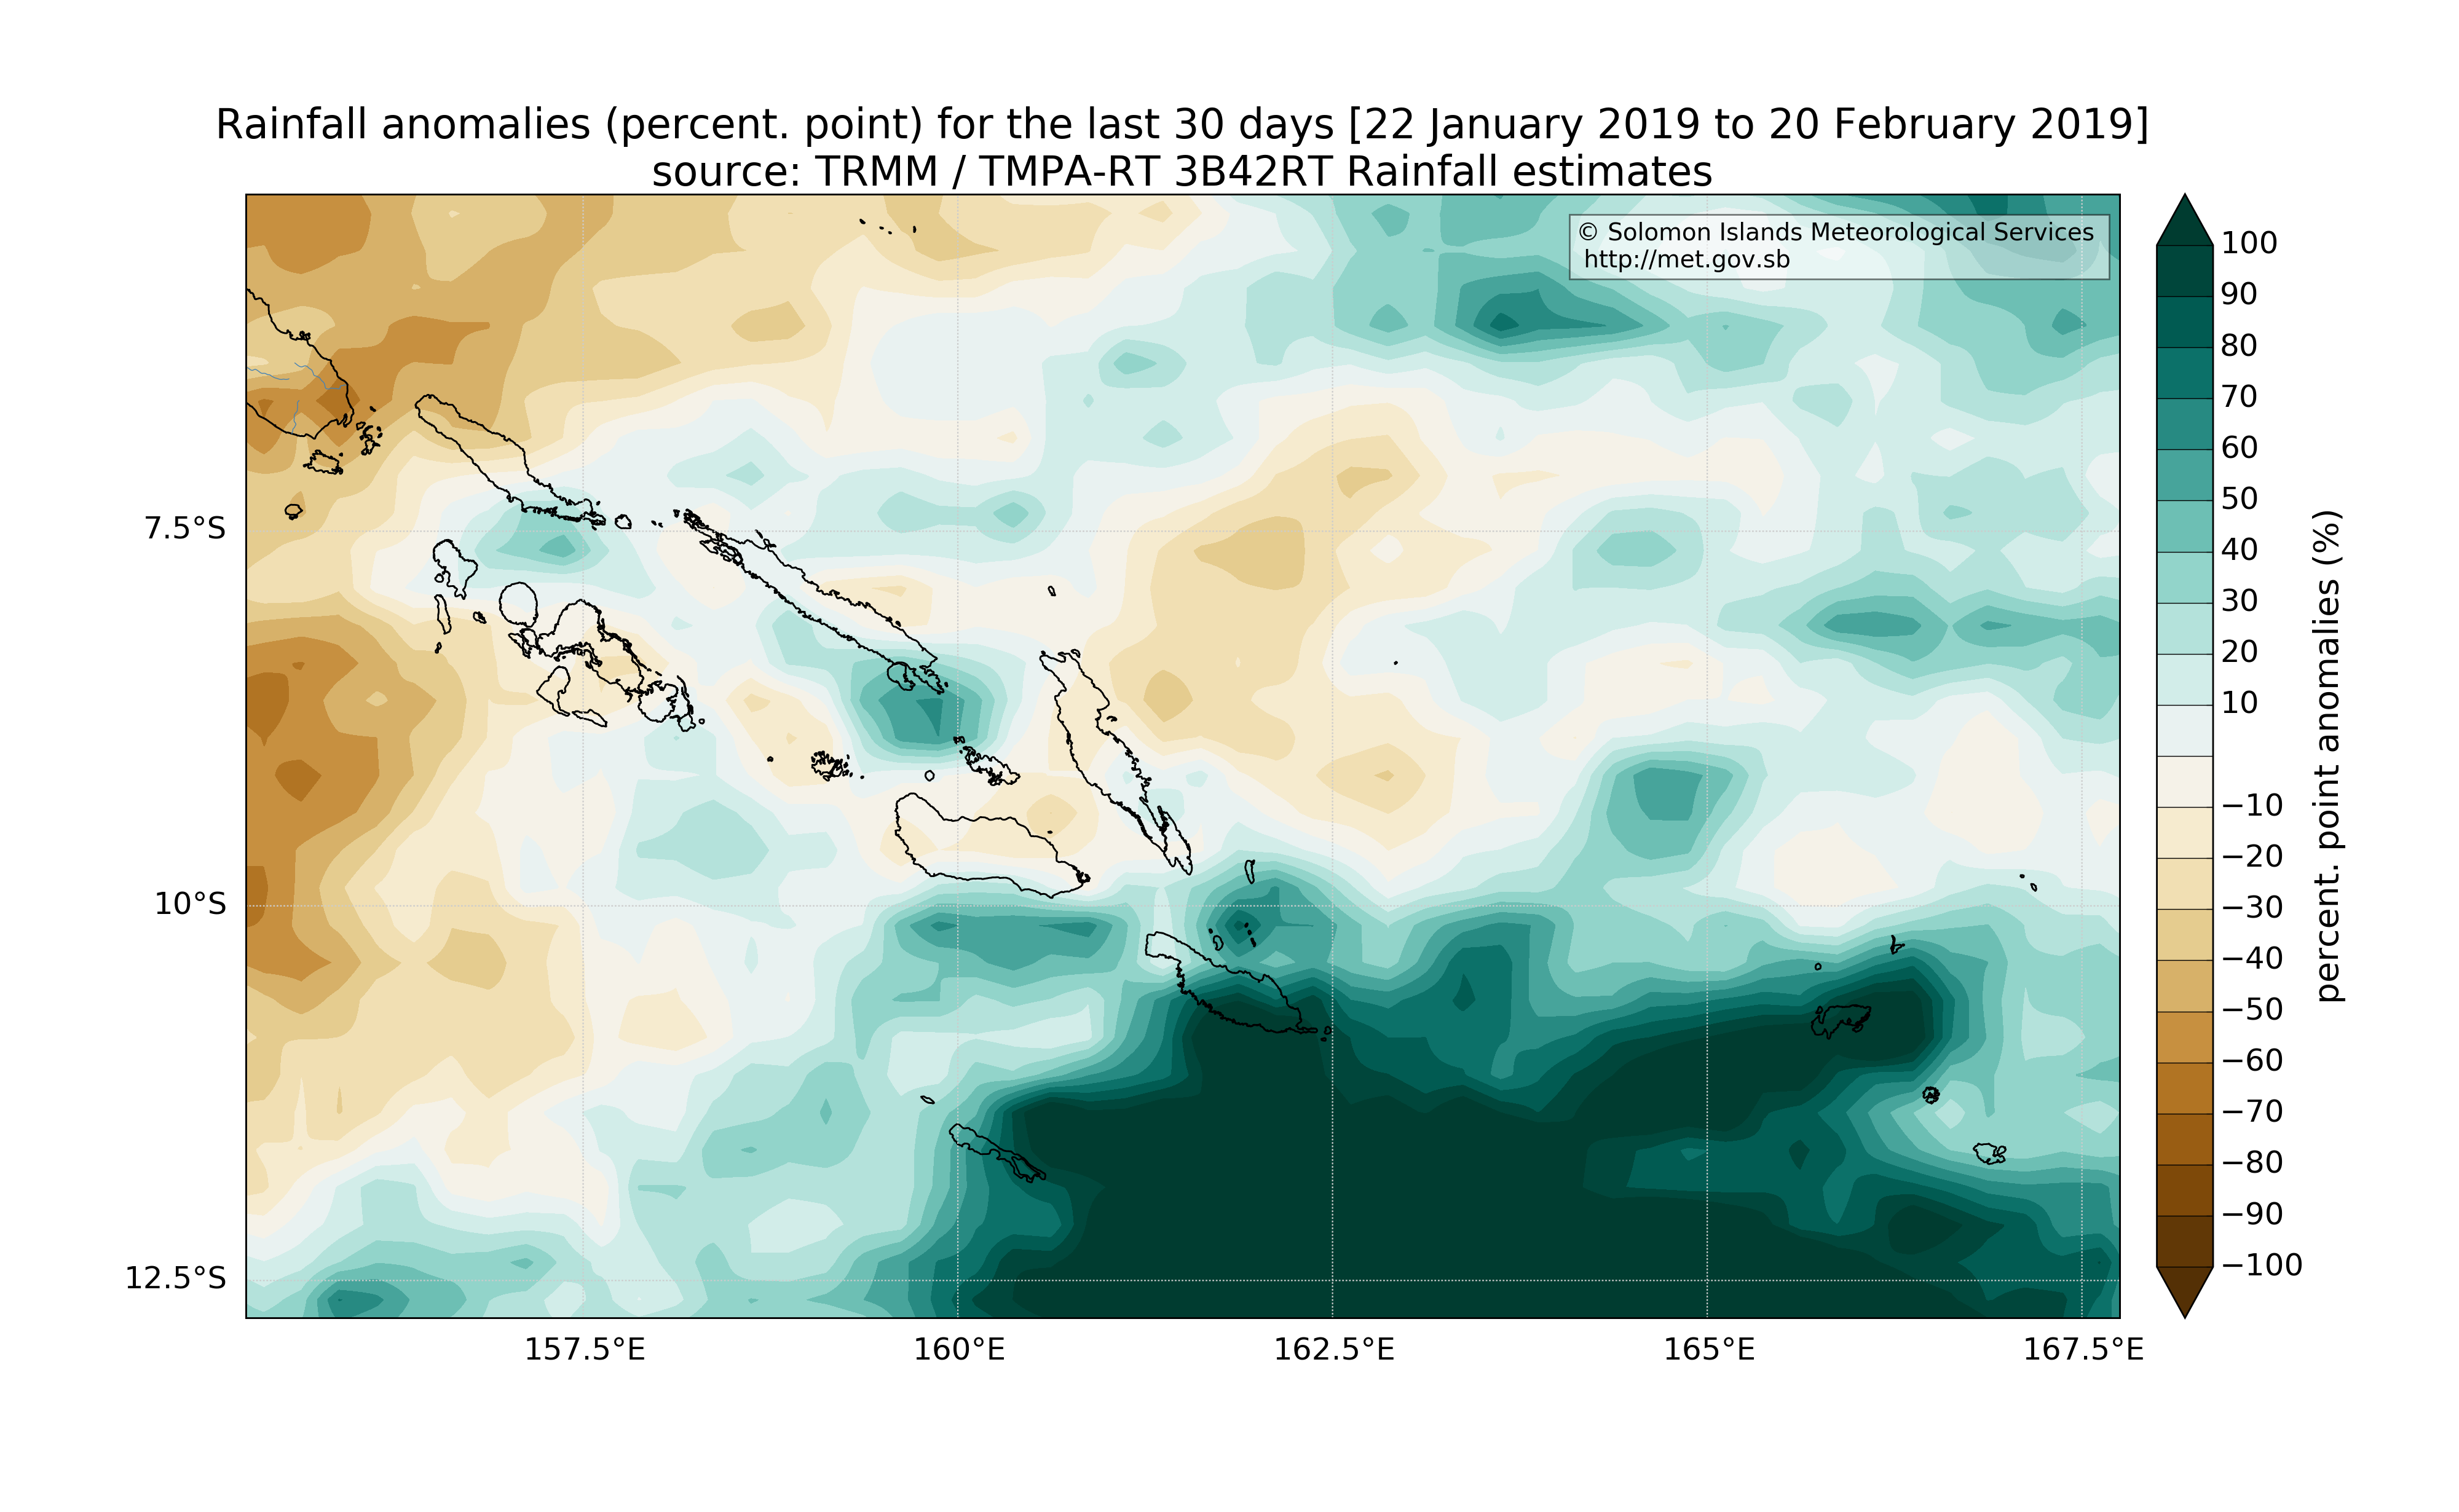 Rainfall anomalies (percent. point) for the last 30 days [22 January 2019 to 20 February 2019]
source: TRMM / TMPA-RT 3B42RT Rainfall estimates
© Solomon Islands Meteorological Services
http://met.gov.sb
7.5°S
10°S
12.5°S
157.5°E
160°E
162.5°E
165°E
167.5°E
100
90
80
70
60
50
40
30
20
10
−10
−20
−30
−40
−50
−60
−70
−80
−90
−100
percent. point anomalies (%)